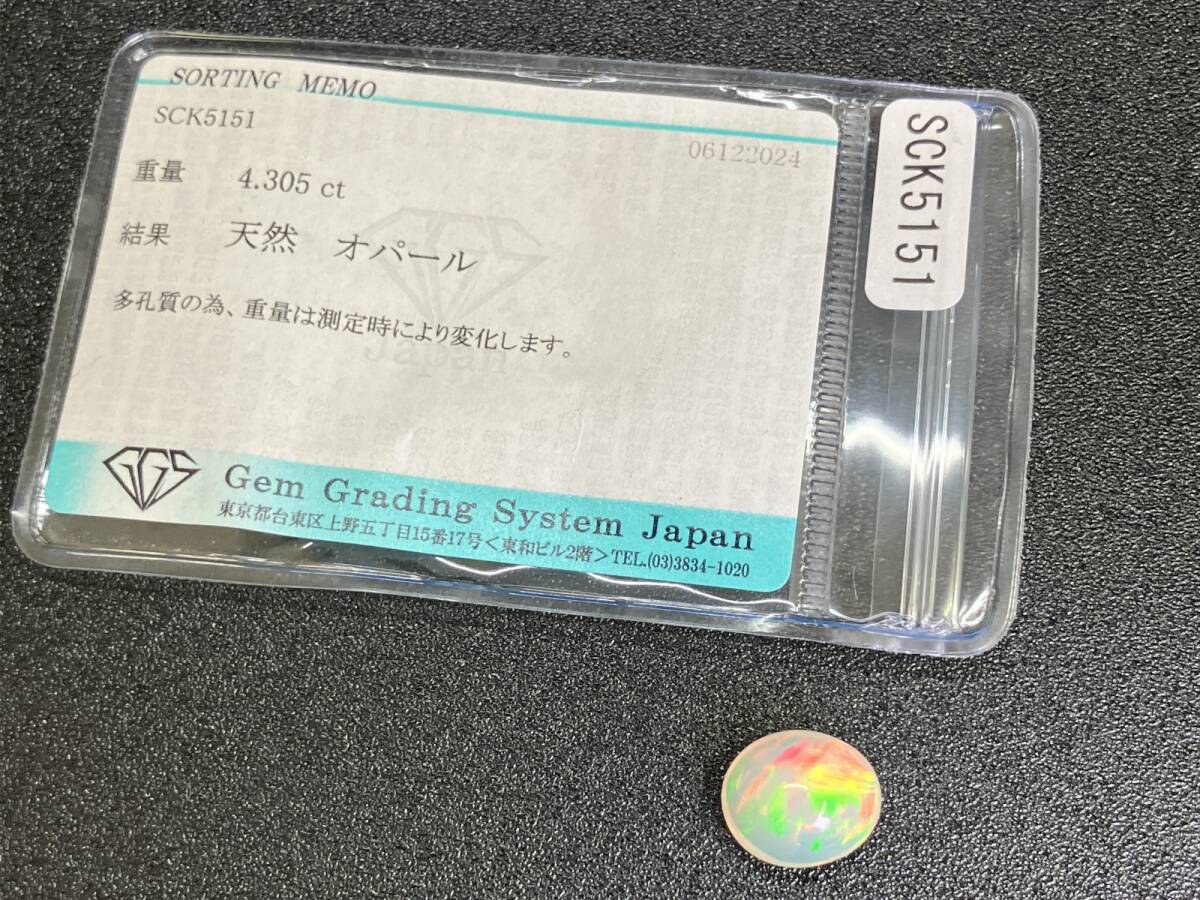 SORTING MEMO
SCK5151
06122024
重量 4.305 ct
結果 天然 オパール
多孔質の為、重量は測定時により変化します。
GGS
Japan
GGS
Gem Grading System Japan
東京都台東区上野五丁目15番17号<東和ビル2階>TEL.(03)3834-1020
SCK5151